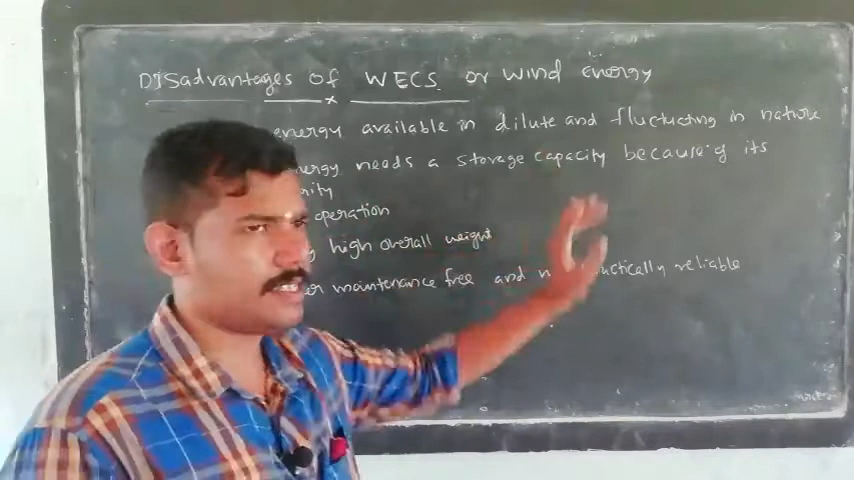 Disadvantages of WECS or wind energy
energy available in dilute and fluctuating in nature
energy needs a storage capacity because of its
operation
high overall weight
maintenance free and reliable